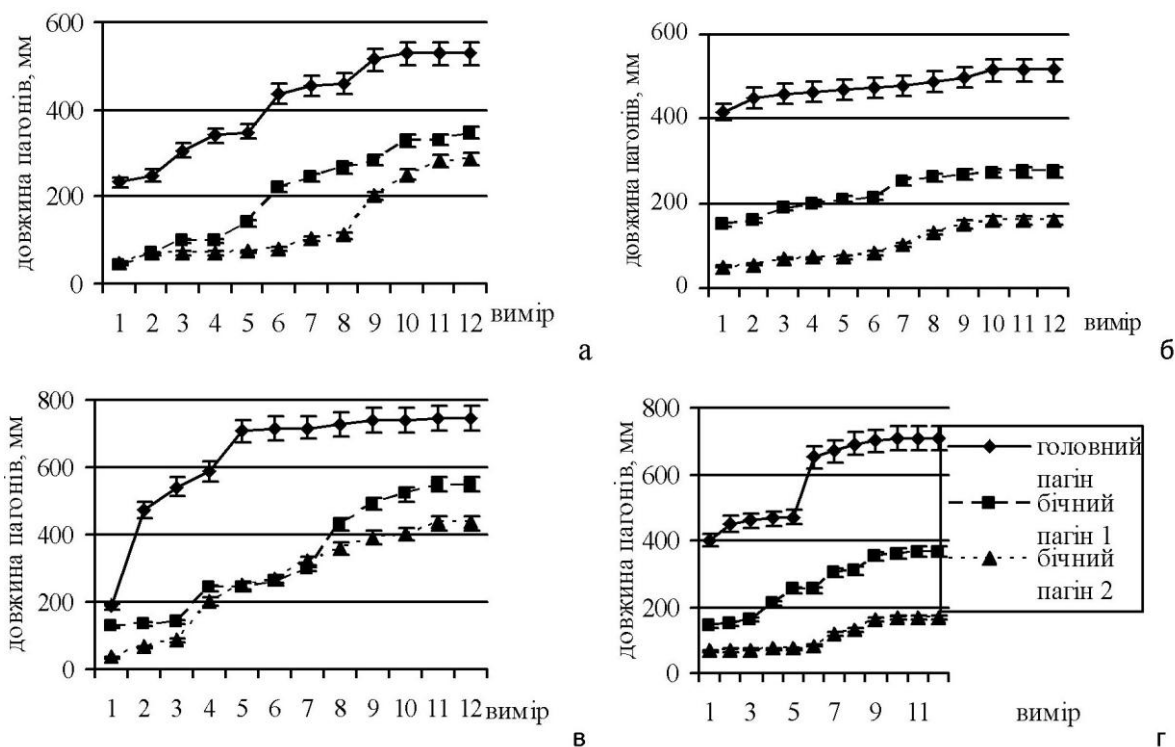 600
400
200
0
довжина пагонів, мм
1 2 3 4 5 6 7 8 9 10 11 12
вимір
а
600
400
200
0
довжина пагонів, мм
1 2 3 4 5 6 7 8 9 10 11 12
вимір
б
800
600
400
200
0
довжина пагонів, мм
1 2 3 4 5 6 7 8 9 10 11 12
вимір
в
800
600
400
200
0
довжина пагонів, мм
1 3 5 7 9 11
вимір
головний
пагін
бічний
пагін 1
бічний
пагін 2
г